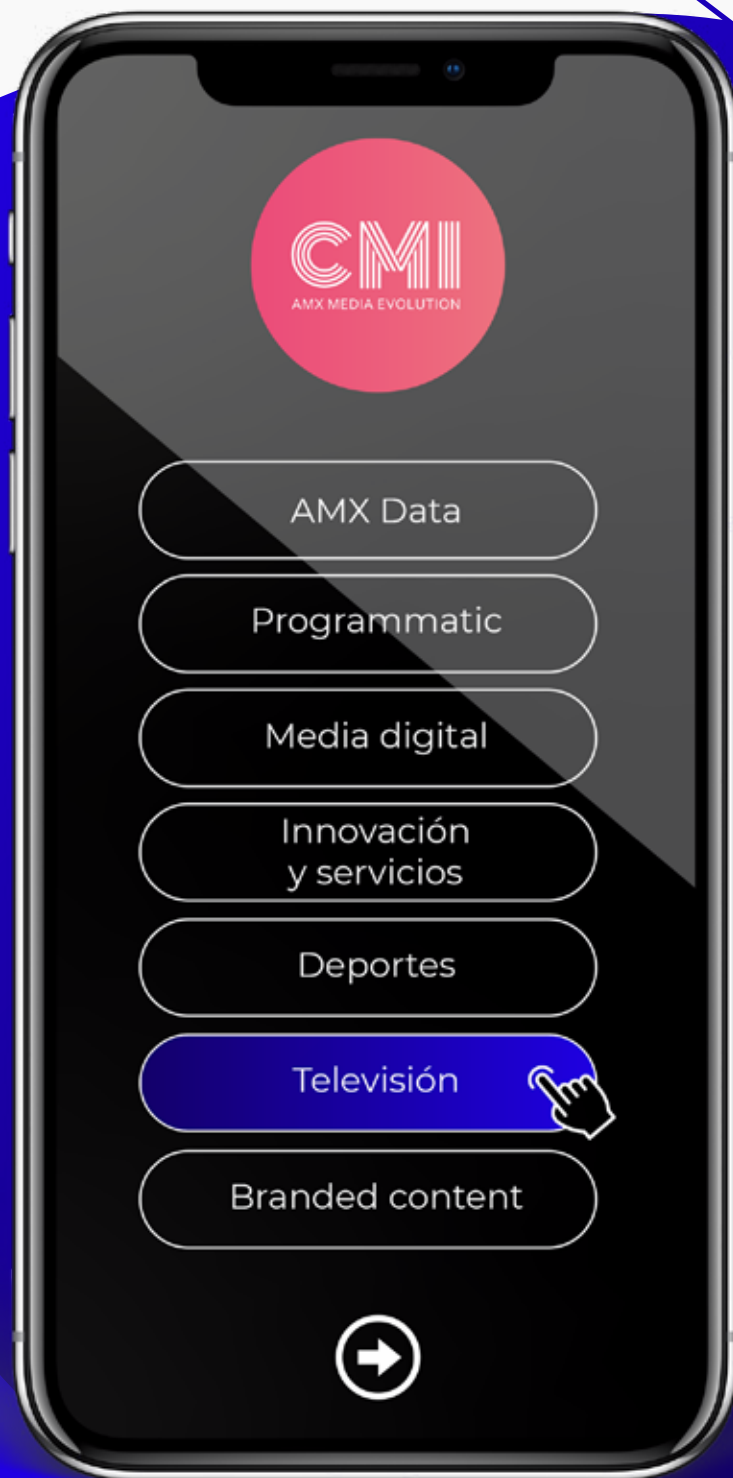 CMI
AMX MEDIA EVOLUTION
AMX Data
Programmatic
Media digital
Innovación
y servicios
Deportes
Televisión
Branded content